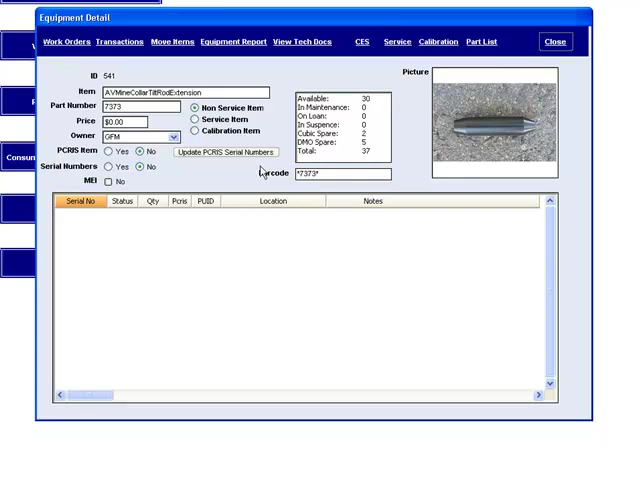 Equipment Detail
Work Orders Transactions Move Items Equipment Report View Tech Docs CES Service Calibration Part List Close
ID 541
Picture
Item AVMineCollarTiltRodExtension
Part Number 7373
Price $0.00
Owner GFM
PCRIS Item Yes No
Serial Numbers Yes No
MEI No
Non Service Item
Service Item
Calibration Item
Update PCRIS Serial Numbers
Available: 30
In Maintenance: 0
On Loan: 0
In Suspence: 0
Cubic Spare: 2
DMO Spare: 5
Total: 37
*7373*
Serial No Status Qty Pcris PUID Location Notes